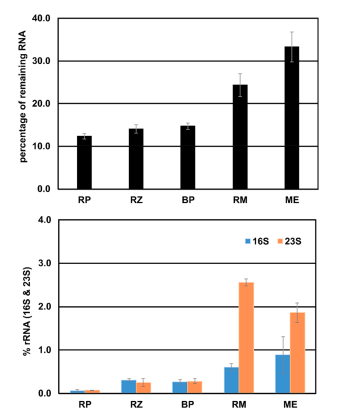 percentage of remaining RNA
40.0
30.0
20.0
10.0
0.0
RP RZ BP RM ME
% rRNA (16S & 23S)
4.0
3.0
2.0
1.0
0.0
16S 23S
RP RZ BP RM ME